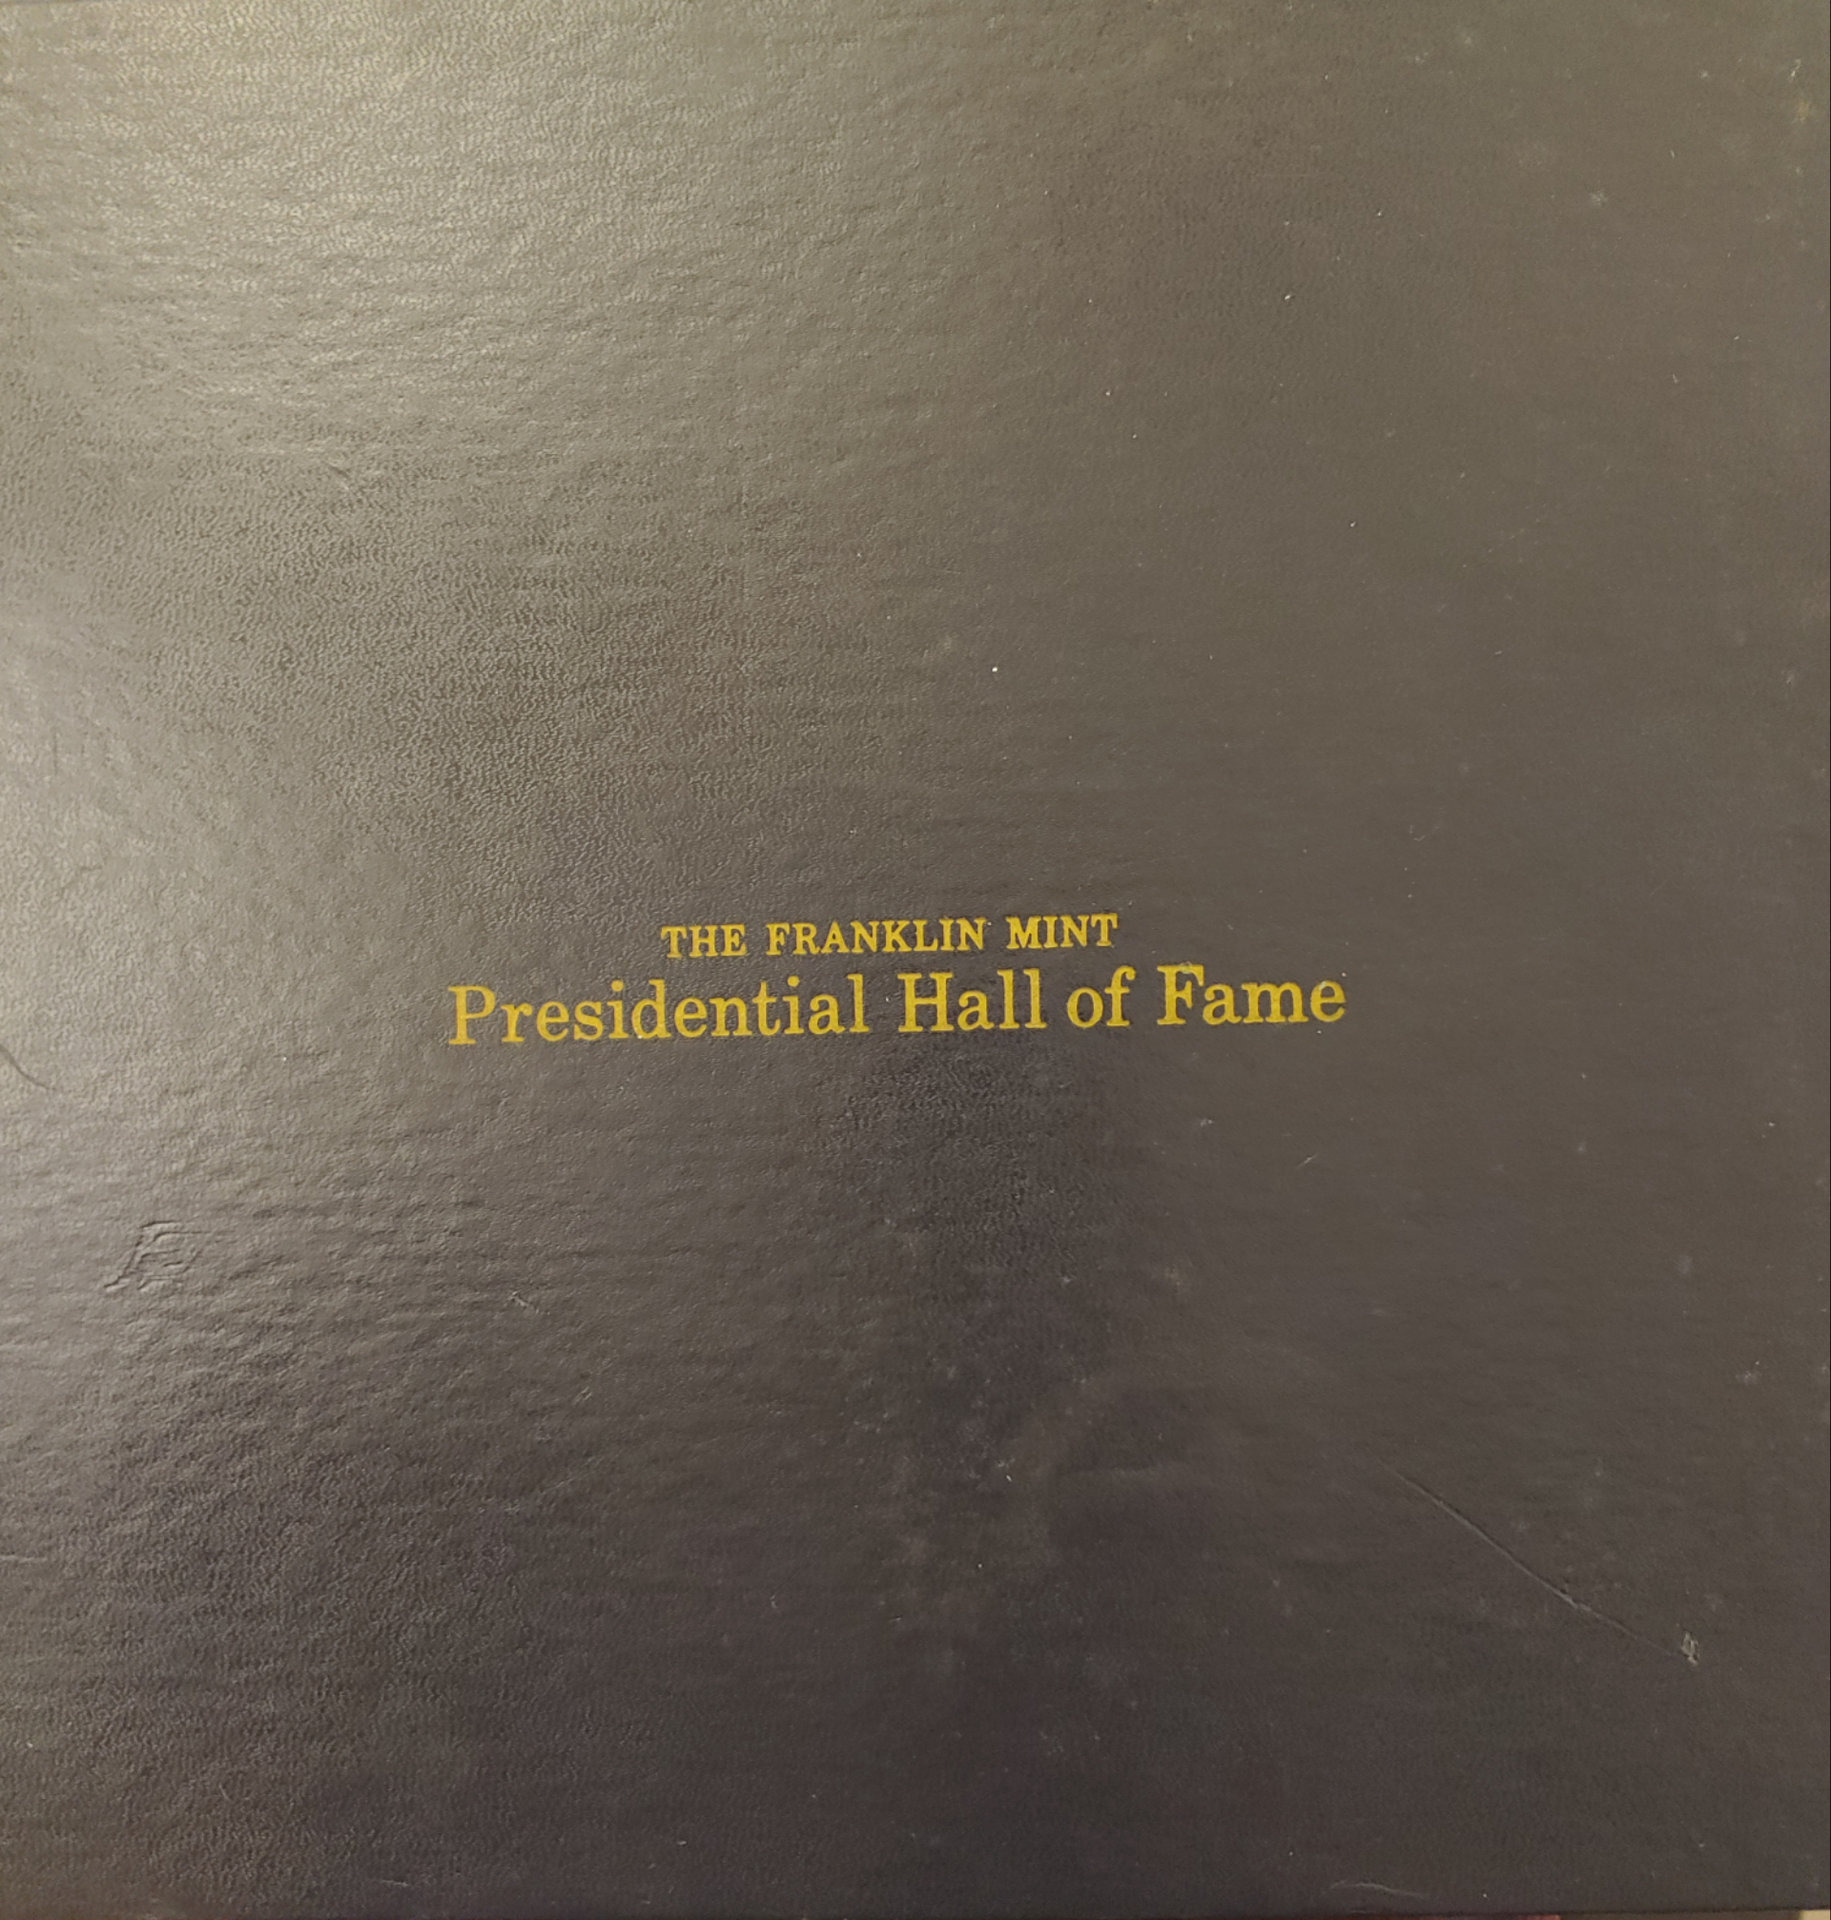 THE FRANKLIN MINT
Presidential Hall of Fame